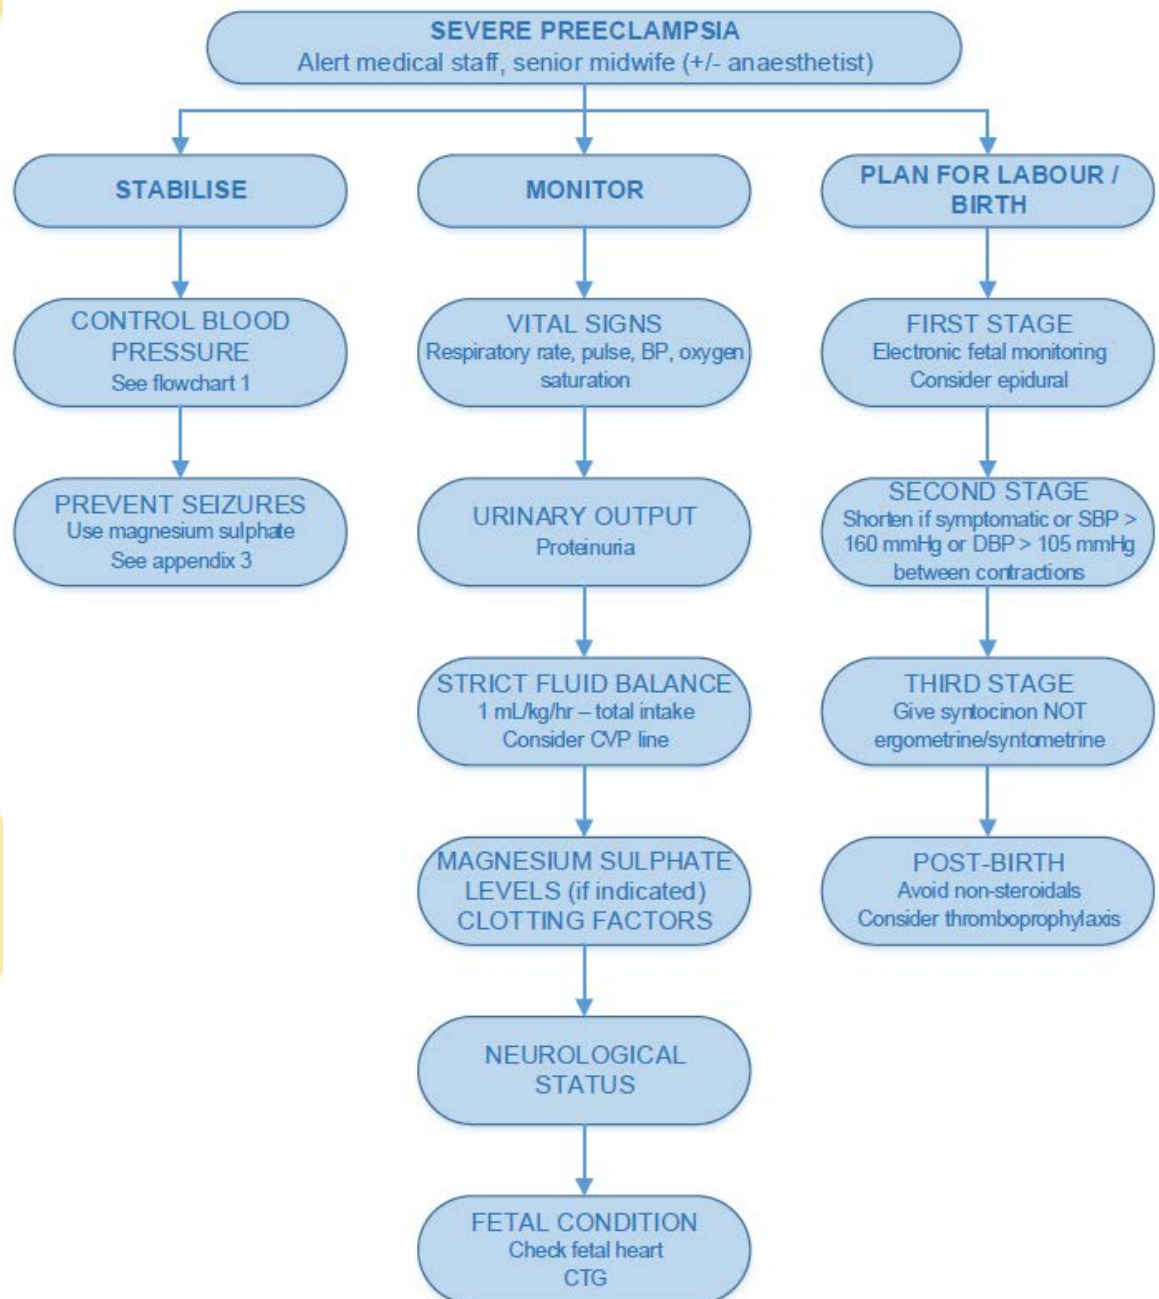 SEVERE PREECLAMPSIA
Alert medical staff, senior midwife (+/- anaesthetist)
STABILISE
CONTROL BLOOD
PRESSURE
See flowchart 1
PREVENT SEIZURES
Use magnesium sulphate
See appendix 3
MONITOR
VITAL SIGNS
Respiratory rate, pulse, BP, oxygen
saturation
URINARY OUTPUT
Proteinuria
STRICT FLUID BALANCE
1 mL/kg/hr – total intake
Consider CVP line
MAGNESIUM SULPHATE
LEVELS (if indicated)
CLOTTING FACTORS
NEUROLOGICAL
STATUS
FETAL CONDITION
Check fetal heart
CTG
PLAN FOR LABOUR /
BIRTH
FIRST STAGE
Electronic fetal monitoring
Consider epidural
SECOND STAGE
Shorten if symptomatic or SBP >
160 mmHg or DBP > 105 mmHg
between contractions
THIRD STAGE
Give syntocinon NOT
ergometrine/syntometrine
POST-BIRTH
Avoid non-steroidals
Consider thromboprophylaxis